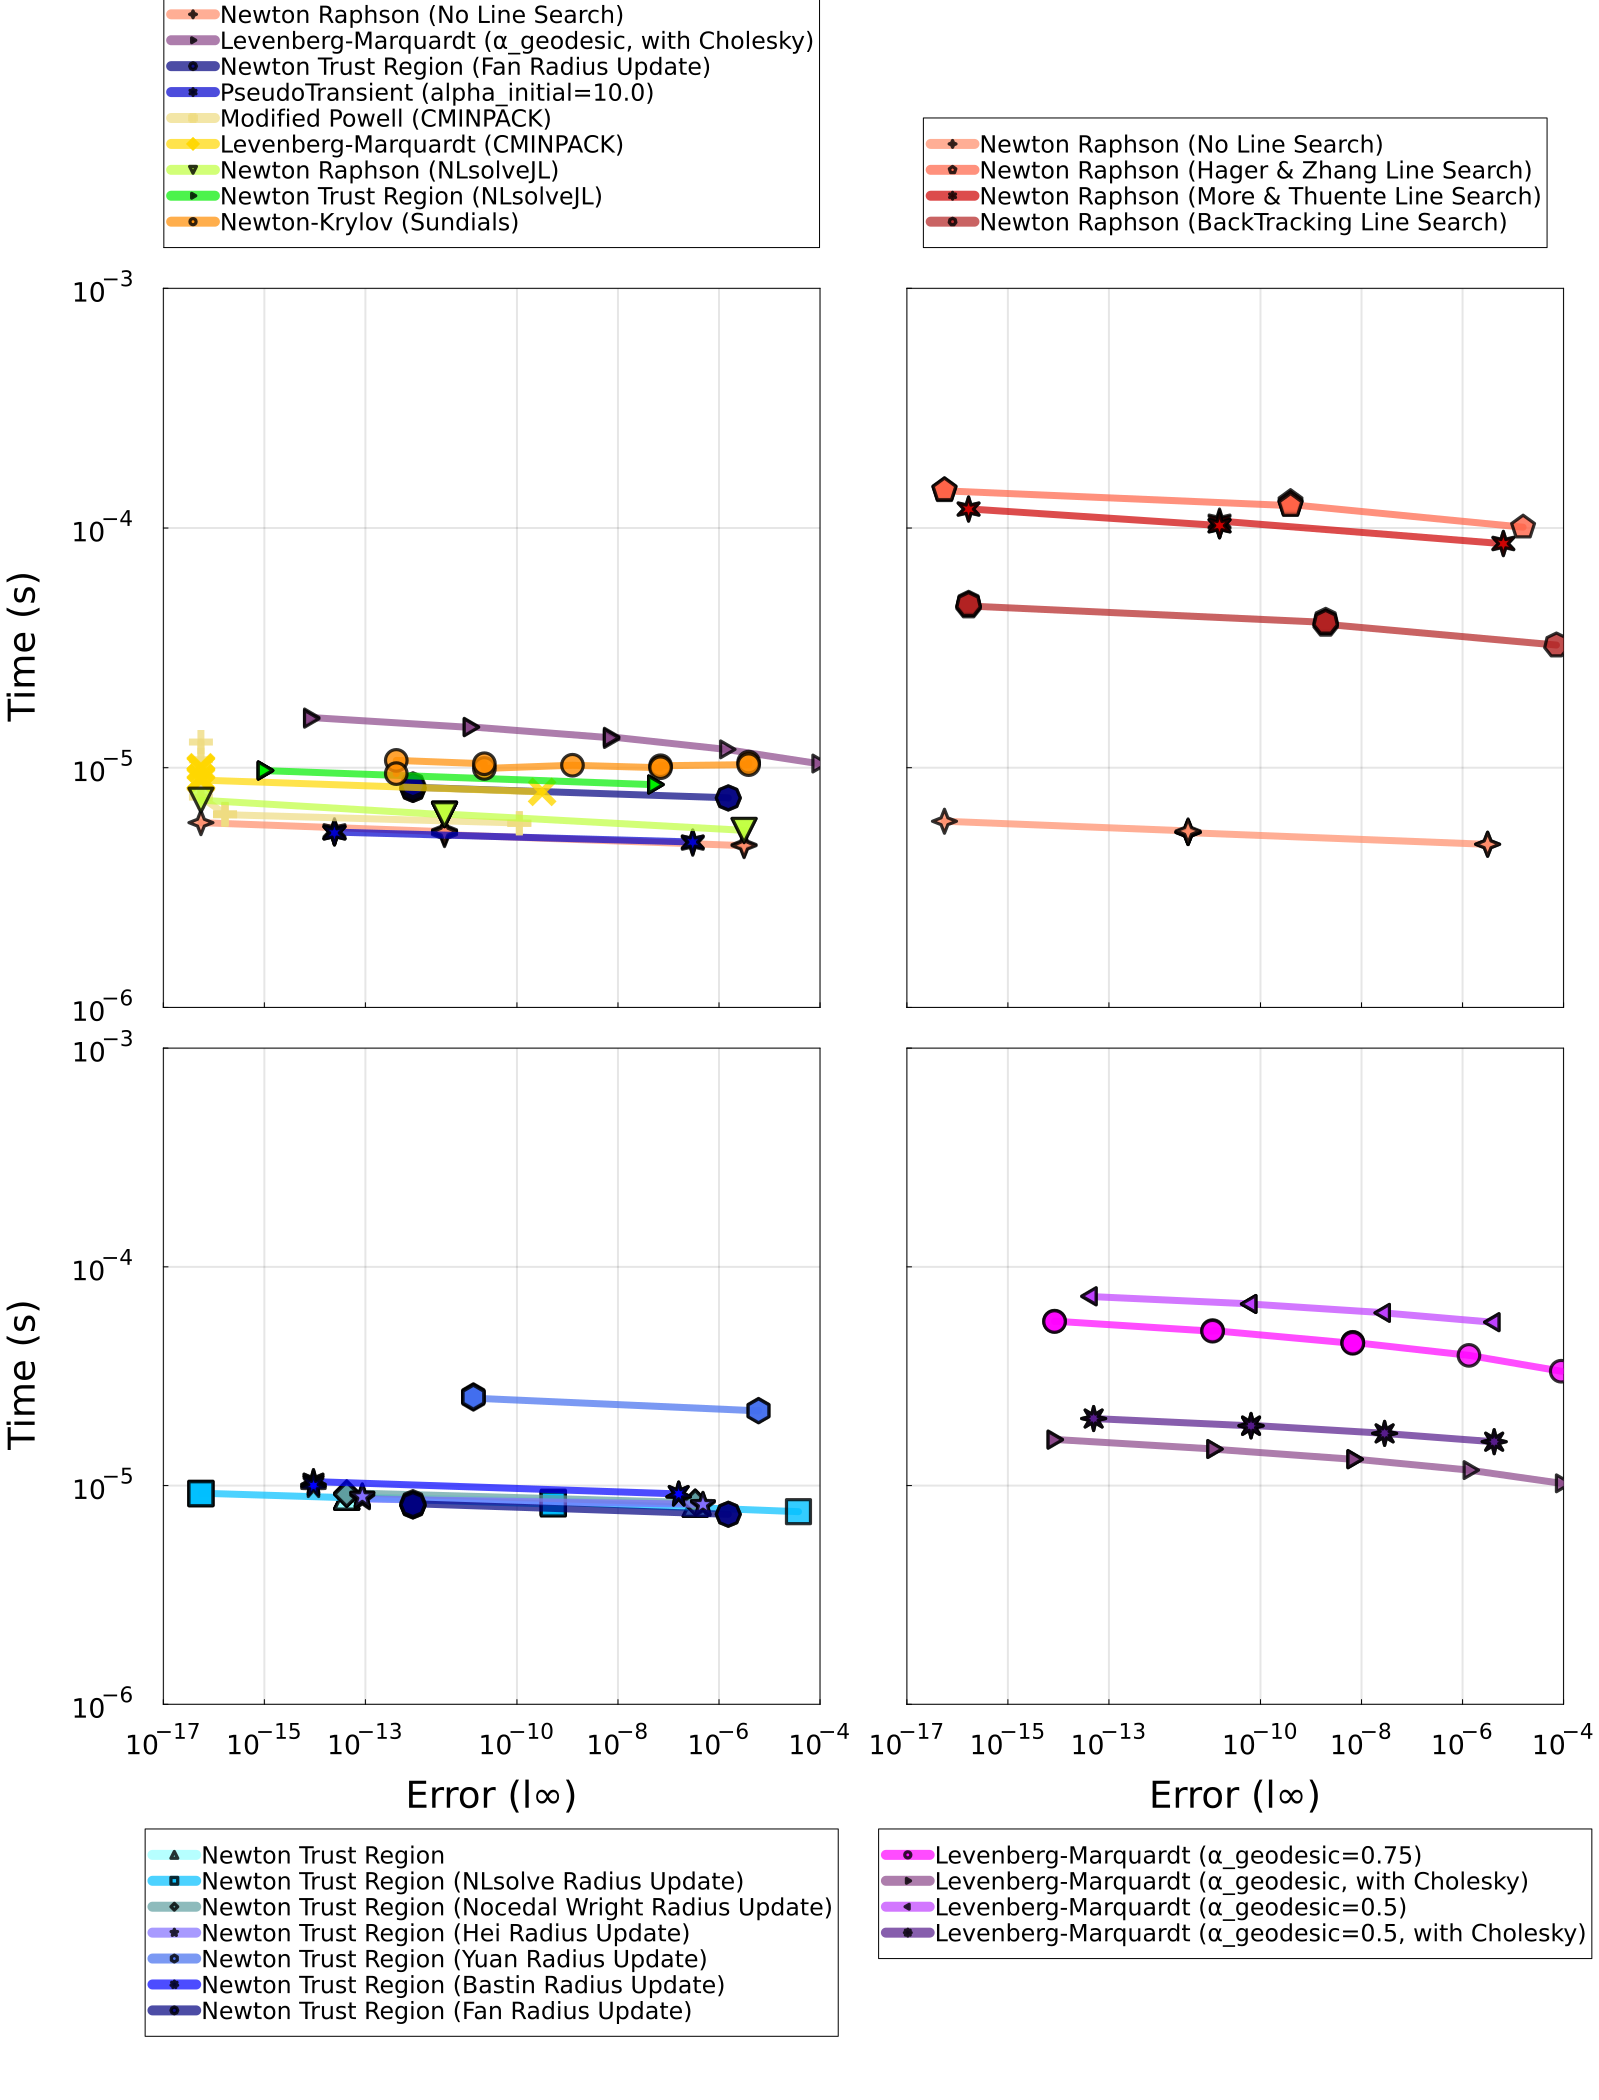 Newton Raphson (No Line Search)
Levenberg-Marquardt (α_geodesic, with Cholesky)
Newton Trust Region (Fan Radius Update)
PseudoTransient (alpha_initial=10.0)
Modified Powell (CMINPACK)
Levenberg-Marquardt (CMINPACK)
Newton Raphson (NLsolveJL)
Newton Trust Region (NLsolveJL)
Newton-Krylov (Sundials)
Newton Raphson (No Line Search)
Newton Raphson (Hager & Zhang Line Search)
Newton Raphson (More & Thuente Line Search)
Newton Raphson (BackTracking Line Search)
10⁻³
10⁻⁴
10⁻⁵
10⁻⁶
Time (s)
10⁻³
10⁻⁴
10⁻⁵
10⁻⁶
Time (s)
10⁻¹⁷ 10⁻¹⁵ 10⁻¹³ 10⁻¹⁰ 10⁻⁸ 10⁻⁶ 10⁻⁴
Error (l∞)
10⁻¹⁷ 10⁻¹⁵ 10⁻¹³ 10⁻¹⁰ 10⁻⁸ 10⁻⁶ 10⁻⁴
Error (l∞)
Newton Trust Region
Newton Trust Region (NLsolve Radius Update)
Newton Trust Region (Nocedal Wright Radius Update)
Newton Trust Region (Hei Radius Update)
Newton Trust Region (Yuan Radius Update)
Newton Trust Region (Bastin Radius Update)
Newton Trust Region (Fan Radius Update)
Levenberg-Marquardt (α_geodesic=0.75)
Levenberg-Marquardt (α_geodesic, with Cholesky)
Levenberg-Marquardt (α_geodesic=0.5)
Levenberg-Marquardt (α_geodesic=0.5, with Cholesky)